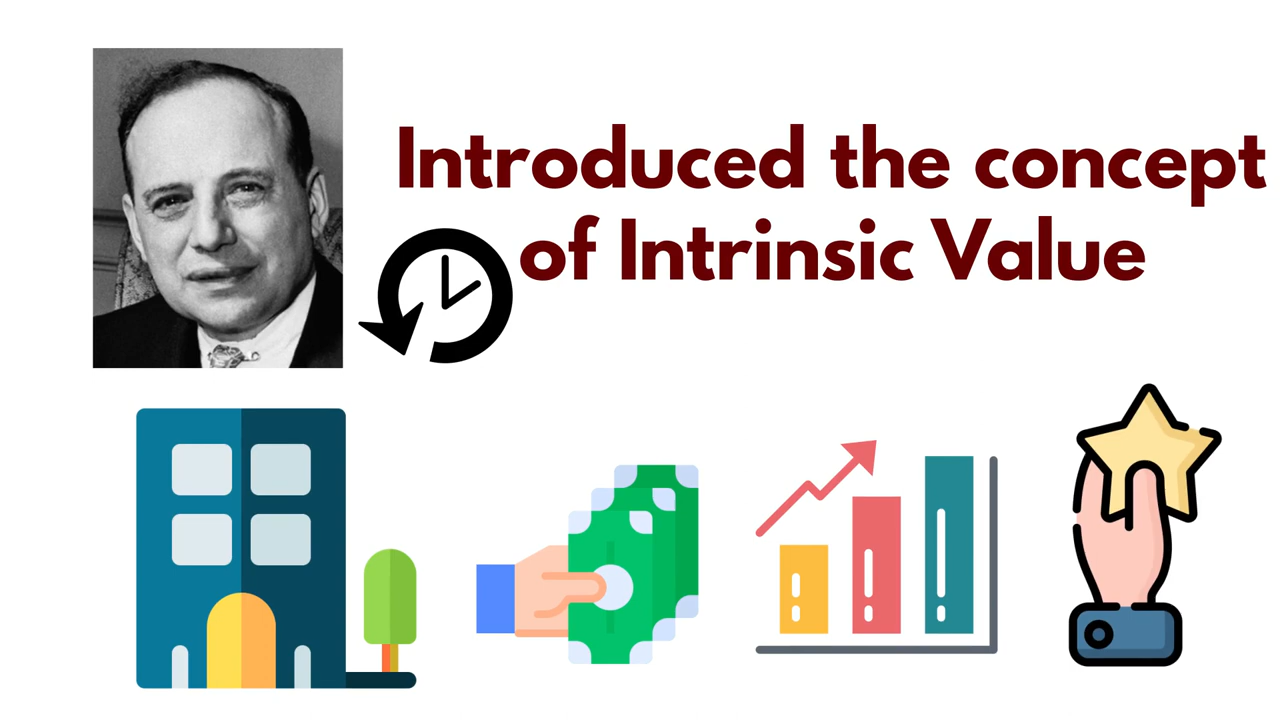 Introduced the concept
of Intrinsic Value